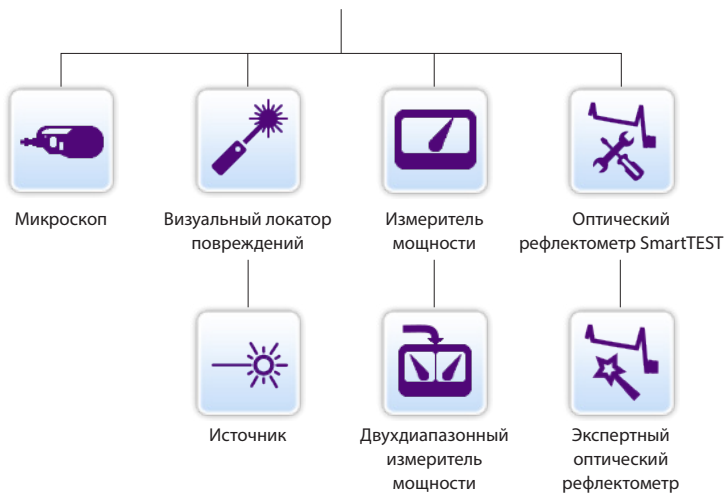 Микроскоп
Визуальный локатор
повреждений
Измеритель
мощности
Оптический
рефлектометр SmartTEST
Источник
Двухдиапазонный
измеритель
мощности
Экспертный
оптический
рефлектометр